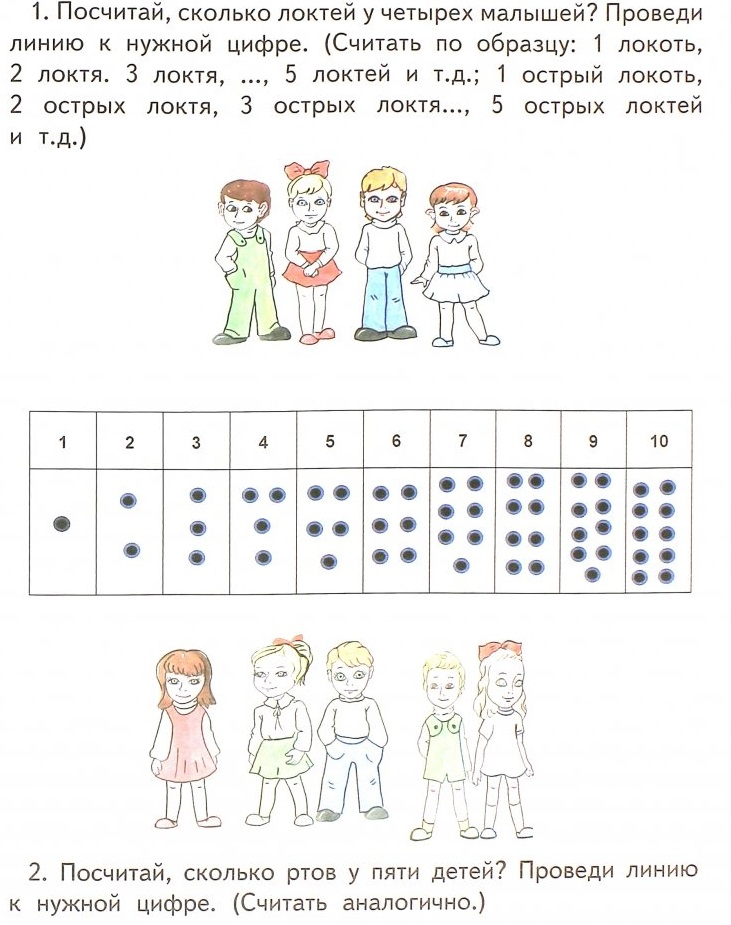 1. Посчитай, сколько локтей у четырех малышей? Проведи
линию к нужной цифре. (Считать по образцу: 1 локоть,
2 локтя. 3 локтя, ..., 5 локтей и т.д.; 1 острый локоть,
2 острых локтя, 3 острых локтя..., 5 острых локтей
и т.д.)
1 2 3 4 5 6 7 8 9 10
2. Посчитай, сколько ртов у пяти детей? Проведи линию
к нужной цифре. (Считать аналогично.)